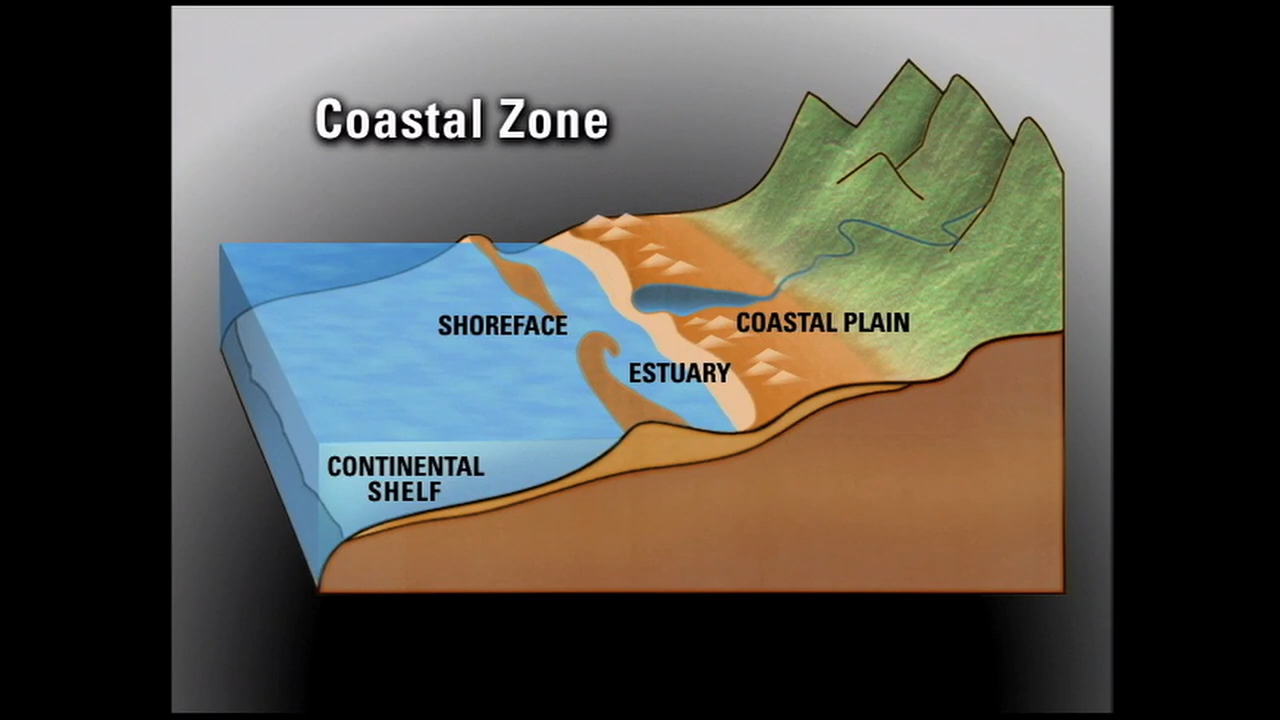 Coastal Zone
SHOREFACE
COASTAL PLAIN
ESTUARY
CONTINENTAL
SHELF